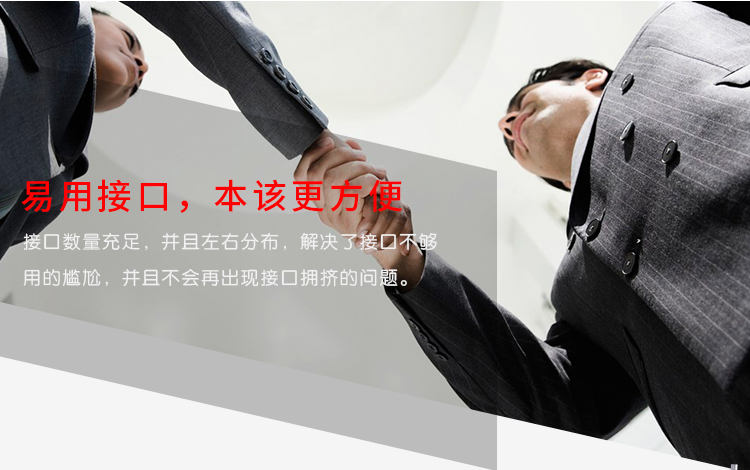 易用接口，本该更方便
接口数量充足，并且左右分布，解决了接口不够
用的尴尬，并且不会再出现接口拥挤的问题。